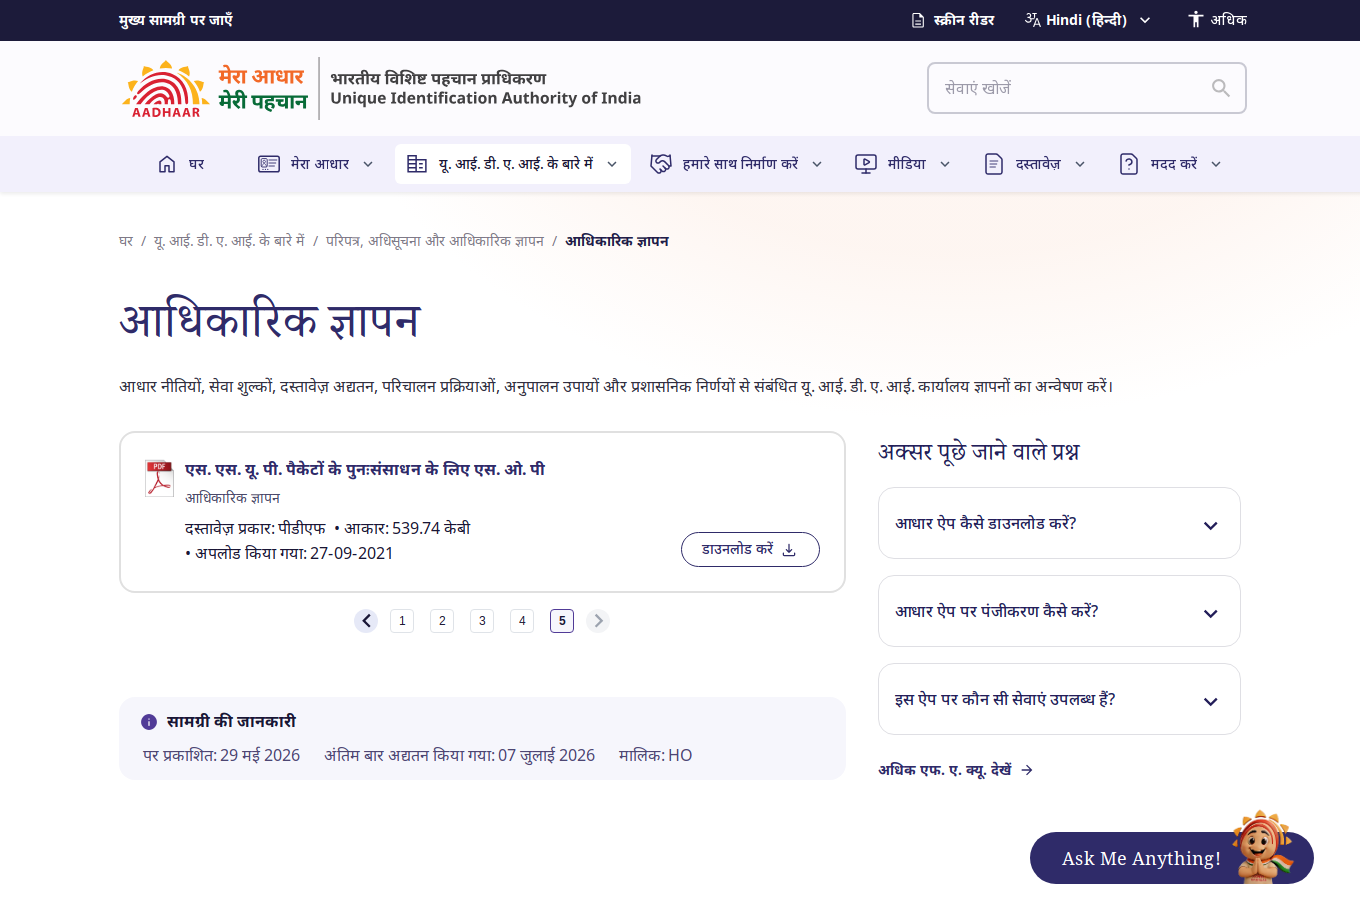 मुख्य सामग्री पर जाएँ
स्क्रीन रीडर
Hindi (हिन्दी)
अधिक
AADHAAR
मेरा आधार
मेरी पहचान
भारतीय विशिष्ट पहचान प्राधिकरण
Unique Identification Authority of India
सेवाएं खोजें
घर
मेरा आधार
यू. आई. डी. ए. आई. के बारे में
हमारे साथ निर्माण करें
मीडिया
दस्तावेज़
मदद करें
घर / यू. आई. डी. ए. आई. के बारे में / परिपत्र, अधिसूचना और आधिकारिक ज्ञापन / आधिकारिक ज्ञापन
आधिकारिक ज्ञापन
आधार नीतियों, सेवा शुल्कों, दस्तावेज़ अद्यतन, परिचालन प्रक्रियाओं, अनुपालन उपायों और प्रशासनिक निर्णयों से संबंधित यू. आई. डी. ए. आई. कार्यालय ज्ञापनों का अन्वेषण करें।
PDF
एस. एस. यू. पी. पैकेटों के पुनःसंसाधन के लिए एस. ओ. पी
आधिकारिक ज्ञापन
दस्तावेज़ प्रकार: पीडीएफ • आकार: 539.74 केबी
• अपलोड किया गया: 27-09-2021
डाउनलोड करें
1 2 3 4 5
सामग्री की जानकारी
पर प्रकाशित: 29 मई 2026 अंतिम बार अद्यतन किया गया: 07 जुलाई 2026 मालिक: HO
अक्सर पूछे जाने वाले प्रश्न
आधार ऐप कैसे डाउनलोड करें?
आधार ऐप पर पंजीकरण कैसे करें?
इस ऐप पर कौन सी सेवाएं उपलब्ध हैं?
अधिक एफ. ए. क्यू. देखें
Ask Me Anything!